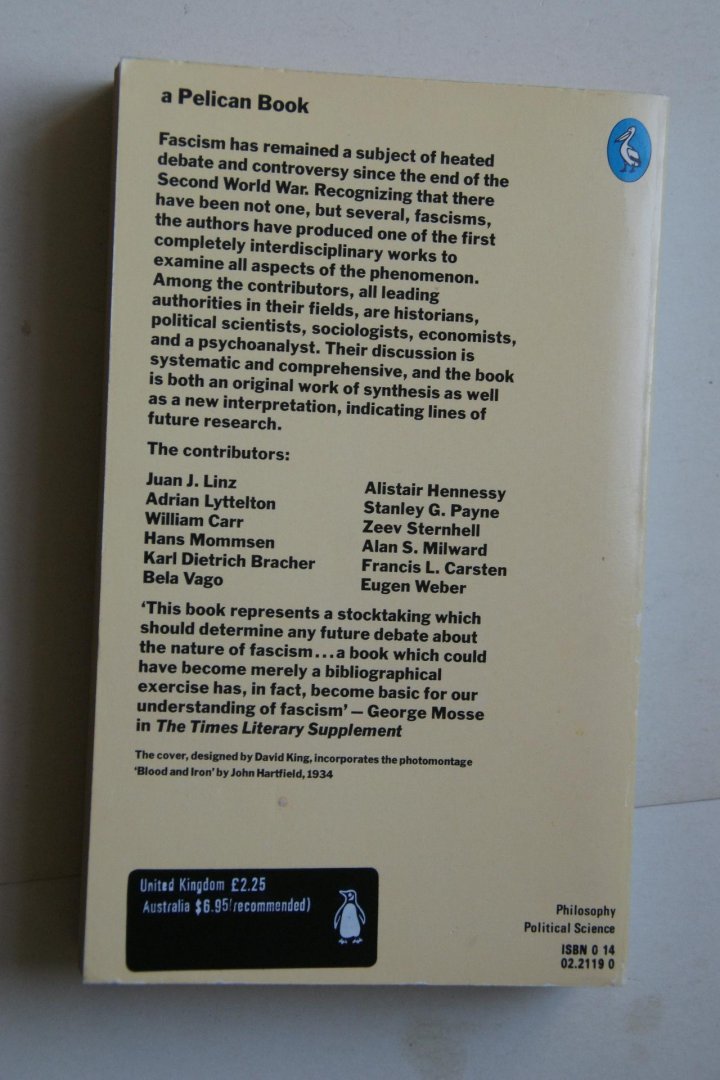 a Pelican Book
Fascism has remained a subject of heated
debate and controversy since the end of the
Second World War. Recognizing that there
have been not one, but several, fascisms,
the authors have produced one of the first
completely interdisciplinary works to
examine all aspects of the phenomenon.
Among the contributors, all leading
authorities in their fields, are historians,
political scientists, sociologists, economists,
and a psychoanalyst. Their discussion is
systematic and comprehensive, and the book
is both an original work of synthesis as well
as a new interpretation, indicating lines of
future research.
The contributors:
Juan J. Linz
Adrian Lyttelton
William Carr
Hans Mommsen
Karl Dietrich Bracher
Bela Vago
Alistair Hennessy
Stanley G. Payne
Zeev Sternhell
Alan S. Milward
Francis L. Carsten
Eugen Weber
‘This book represents a stocktaking which
should determine any future debate about
the nature of fascism...a book which could
have become merely a bibliographical
exercise has, in fact, become basic for our
understanding of fascism’ – George Mosse
in The Times Literary Supplement
The cover, designed by David King, incorporates the photomontage
‘Blood and Iron’ by John Hartfield, 1934
United Kingdom £2.25
Australia $6.95 (recommended)
Philosophy
Political Science
ISBN 0 14
02.2119 0